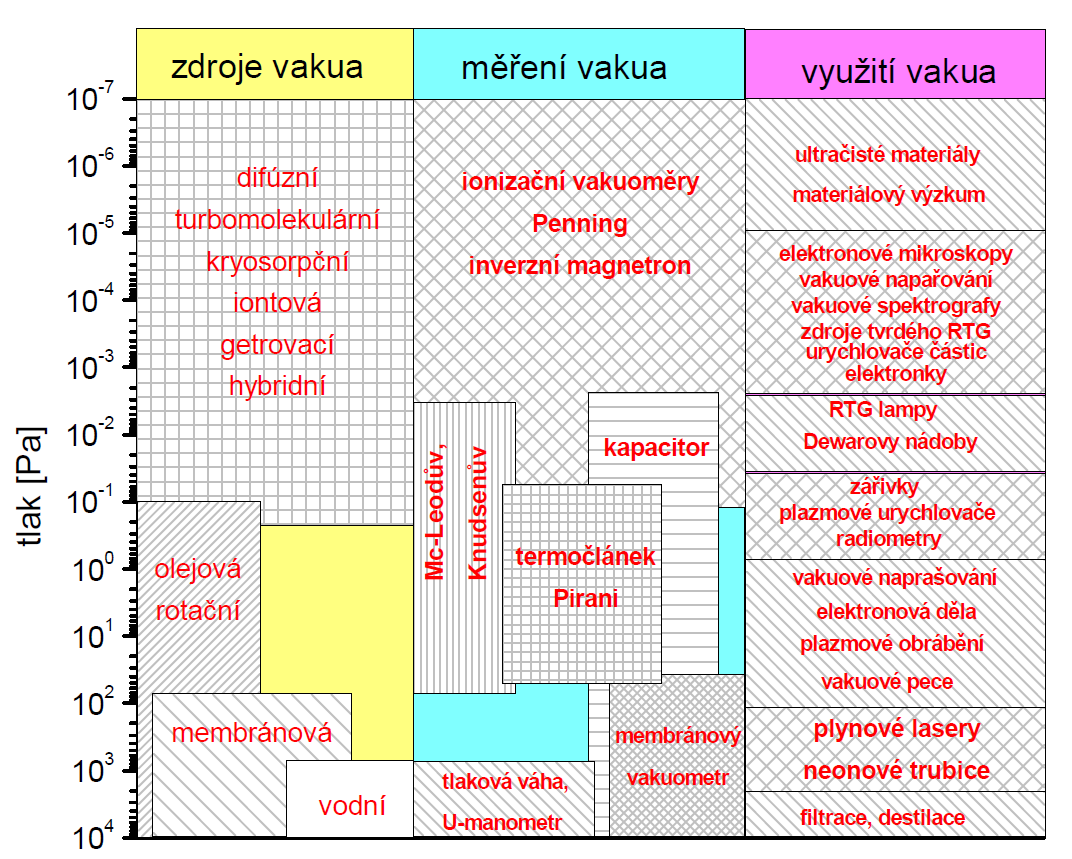 zdroje vakua
měření vakua
využití vakua
tlak [Pa]
10⁻⁷
10⁻⁶
10⁻⁵
10⁻⁴
10⁻³
10⁻²
10⁻¹
10⁰
10¹
10²
10³
10⁴
difúzní
turbomolekulární
kryosorpční
iontová
getrovací
hybridní
olejová
rotační
membránová
vodní
ionizační vakuoměry
Penning
inverzní magnetron
Mc-Leodův,
Knudsenův
kapacitor
termočlánek
Pirani
membránový
vakuometr
tlaková váha,
U-manometr
ultračisté materiály
materiálový výzkum
elektronové mikroskopy
vakuové napařování
vakuové spektrografy
zdroje tvrdého RTG
urychlovače částic
elektronky
RTG lampy
Dewarovy nádoby
zářivky
plazmové urychlovače
radiometry
vakuové naprašování
elektronová děla
plazmové obrábění
vakuové pece
plynové lasery
neonové trubice
filtrace, destilace